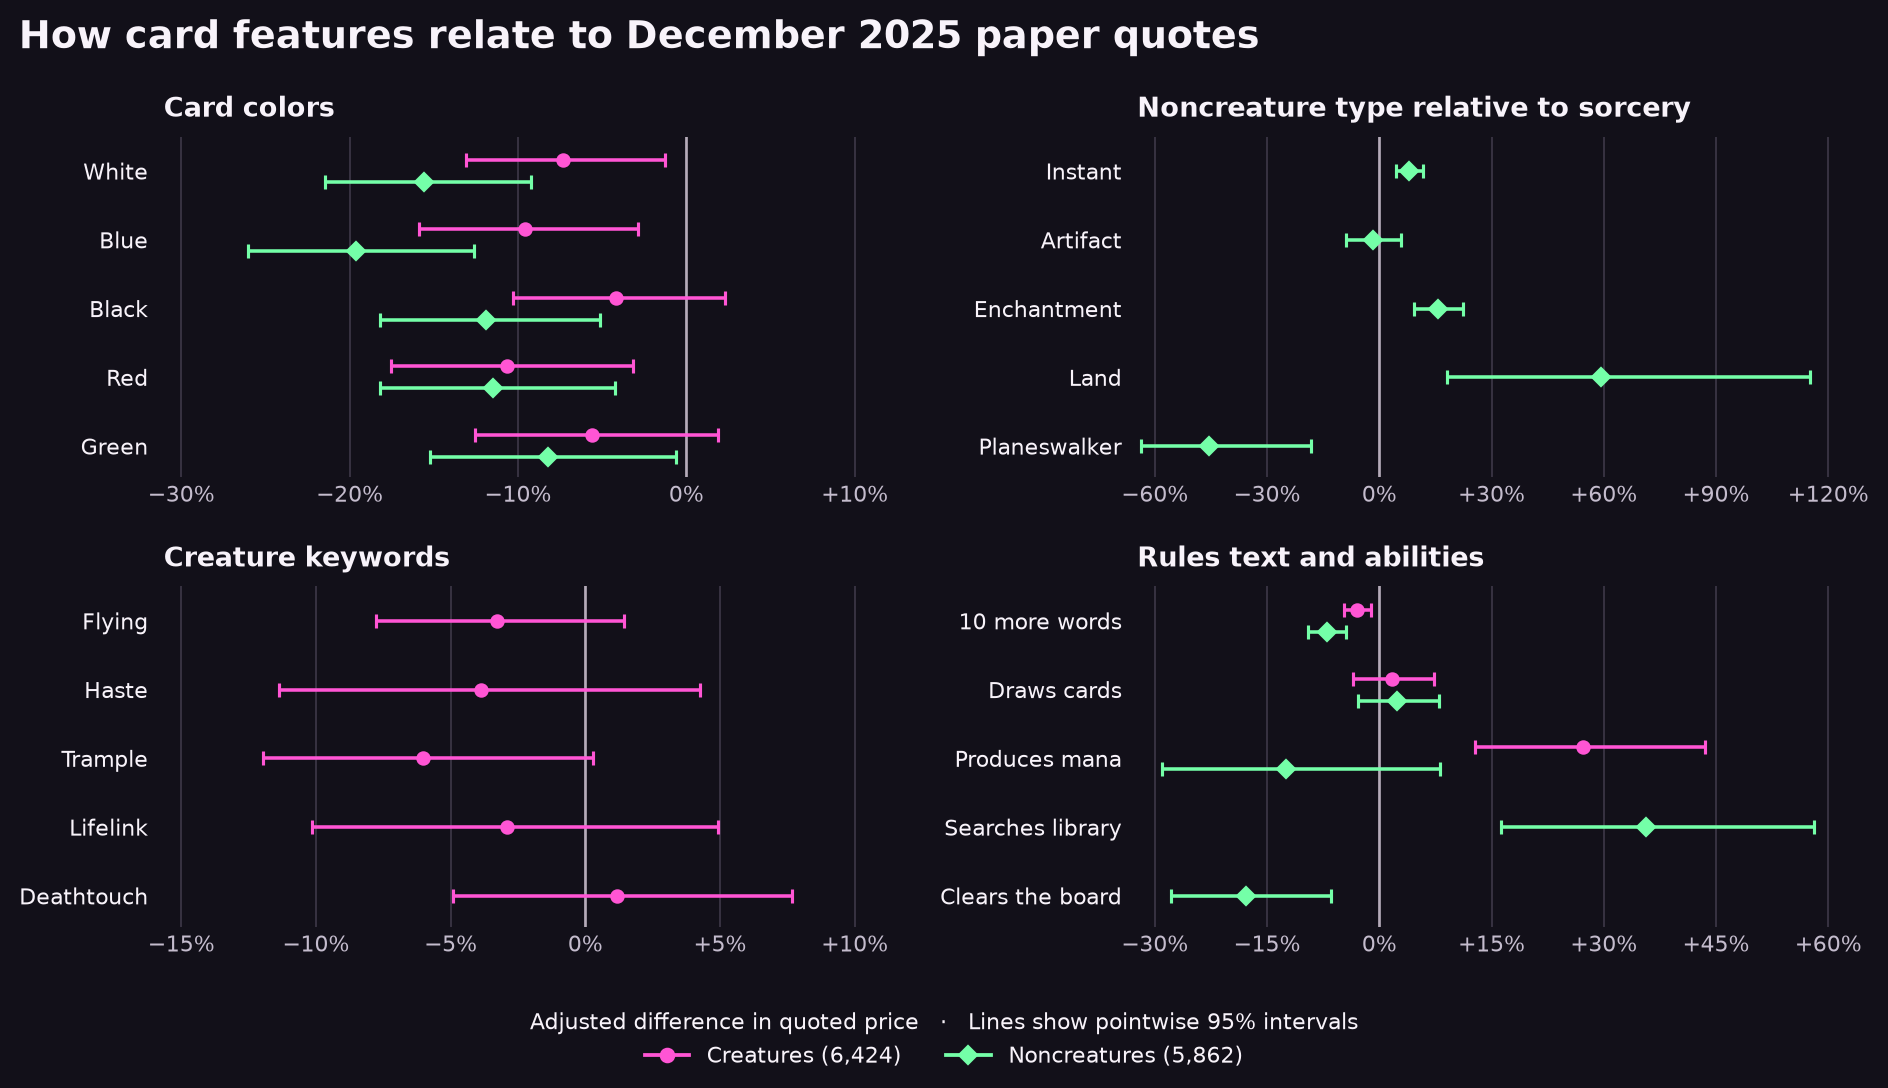 How card features relate to December 2025 paper quotes
Card colors
White
Blue
Black
Red
Green
−30% −20% −10% 0% +10%
Noncreature type relative to sorcery
Instant
Artifact
Enchantment
Land
Planeswalker
−60% −30% 0% +30% +60% +90% +120%
Creature keywords
Flying
Haste
Trample
Lifelink
Deathtouch
−15% −10% −5% 0% +5% +10%
Rules text and abilities
10 more words
Draws cards
Produces mana
Searches library
Clears the board
−30% −15% 0% +15% +30% +45% +60%
Adjusted difference in quoted price · Lines show pointwise 95% intervals
Creatures (6,424) Noncreatures (5,862)